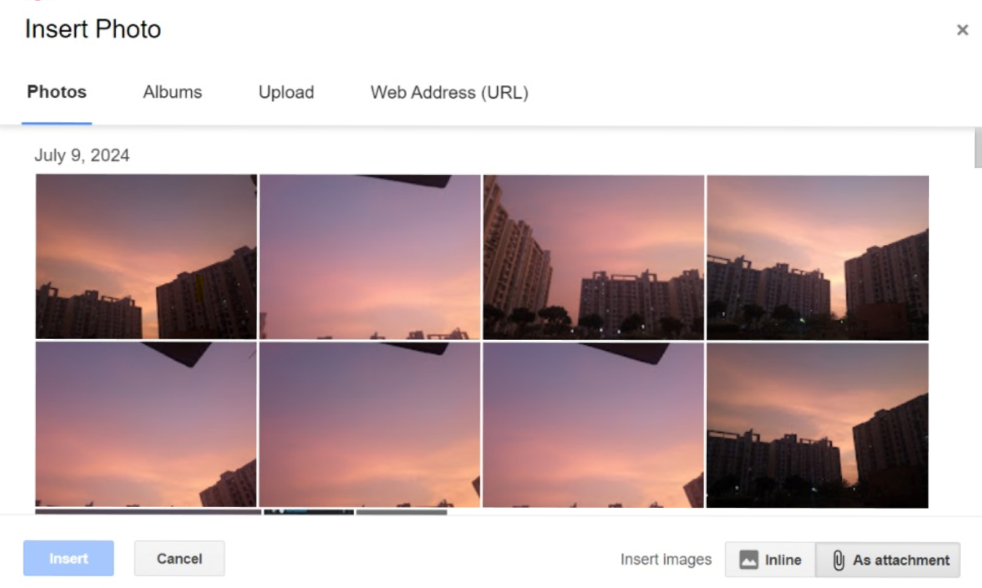 Insert Photo
×
Photos Albums Upload Web Address (URL)
July 9, 2024
Insert Cancel Insert images Inline As attachment